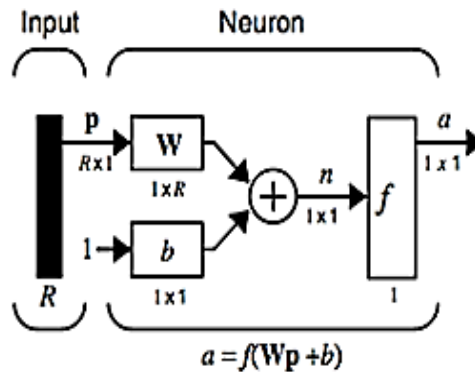 Input Neuron
p W n f a
R x 1 1 x R 1 x 1 1 x 1
1 b
1 x 1
R 1
a = f(Wp + b)